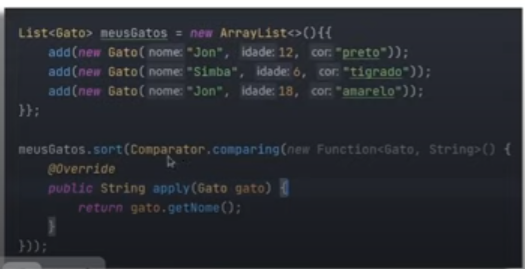 List<Gato> meusGatos = new ArrayList<>(){{
add(new Gato( nome: "Jon", idade: 12, cor: "preto"));
add(new Gato( nome: "Simba", idade: 6, cor: "tigrado"));
add(new Gato( nome: "Jon", idade: 18, cor: "amarelo"));
}};
meusGatos.sort(Comparator.comparing(new Function<Gato, String>() {
@Override
public String apply(Gato gato) {
return gato.getNome();
}
}));